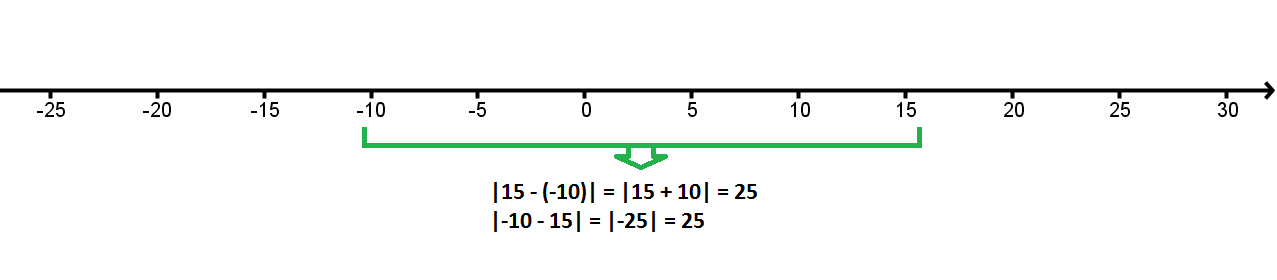 -25 -20 -15 -10 -5 0 5 10 15 20 25 30
|15 - (-10)| = |15 + 10| = 25
|-10 - 15| = |-25| = 25